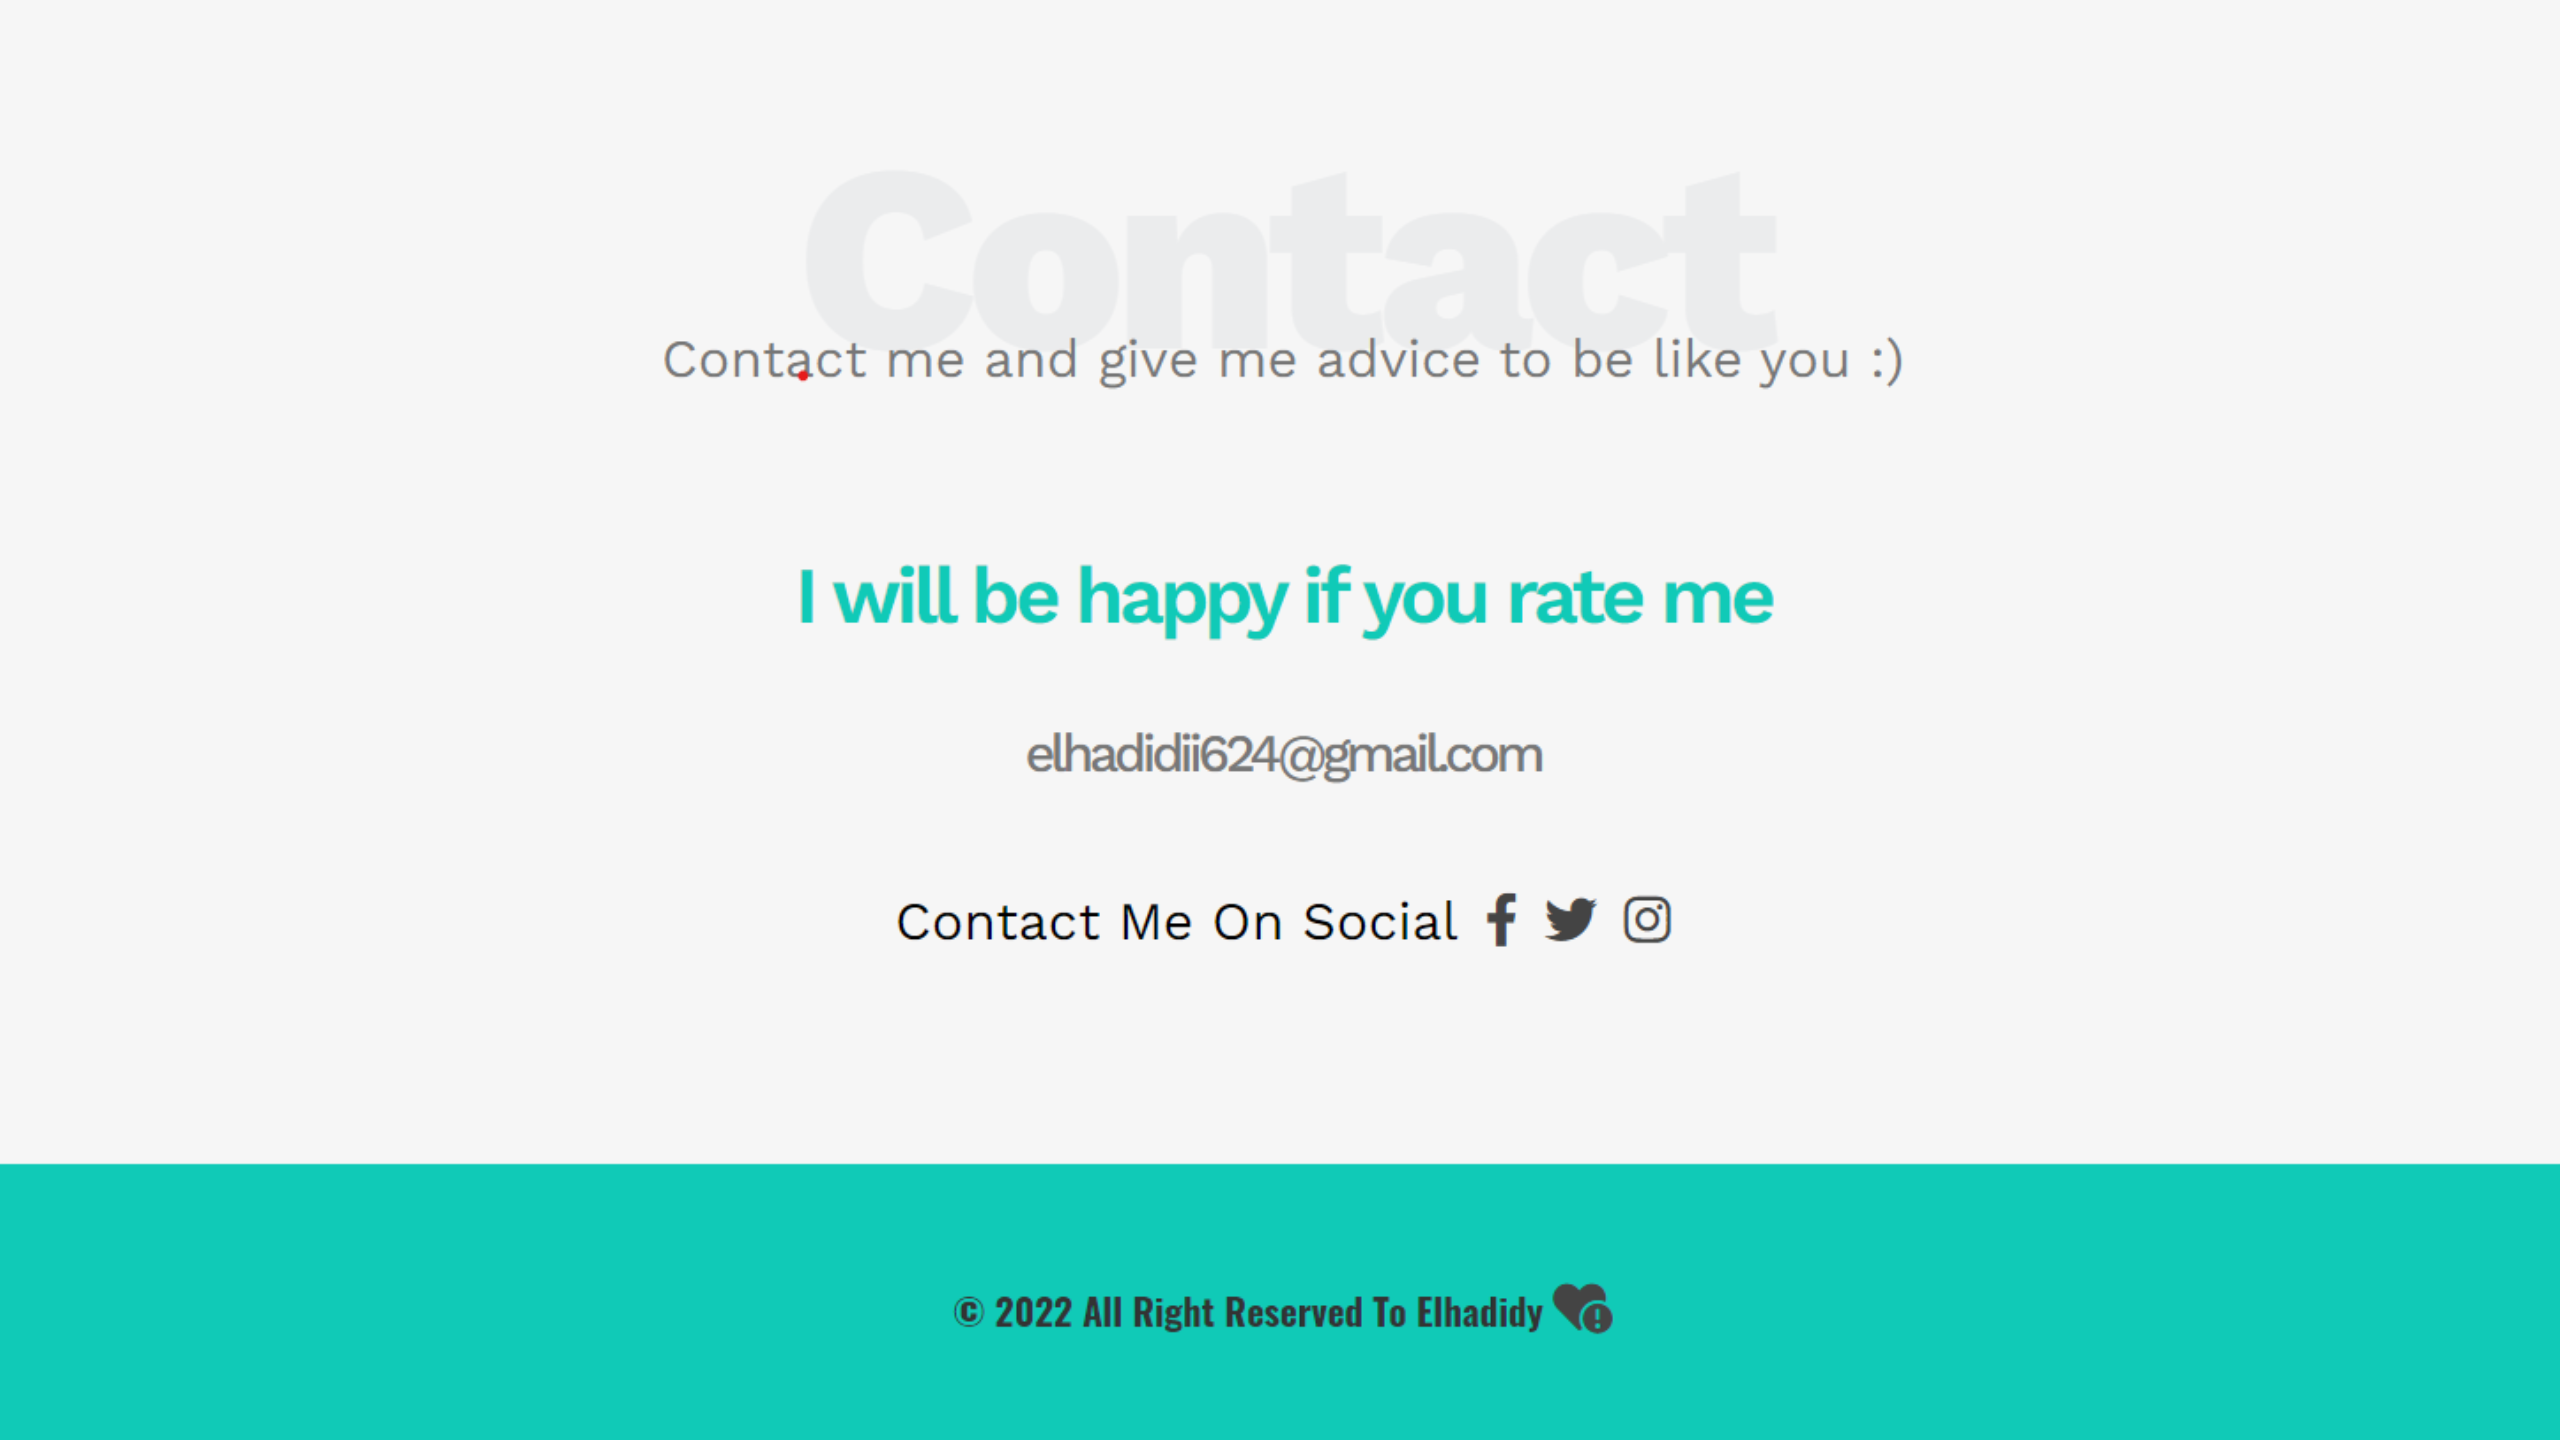 Contact
Contact me and give me advice to be like you :)
I will be happy if you rate me
elhadidii624@gmail.com
Contact Me On Social
© 2022 All Right Reserved To Elhadidy